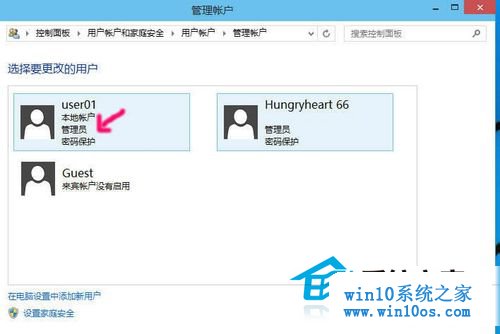 管理帐户
控制面板 ▸ 用户帐户和家庭安全 ▸ 用户帐户 ▸ 管理帐户
搜索控制面板
选择要更改的用户
user01
本地帐户
管理员
密码保护
Hungryheart 66
管理员
密码保护
Guest
来宾帐户没有启用
在电脑设置中添加新用户
设置家庭安全
win10系统之家
www.win10os.com